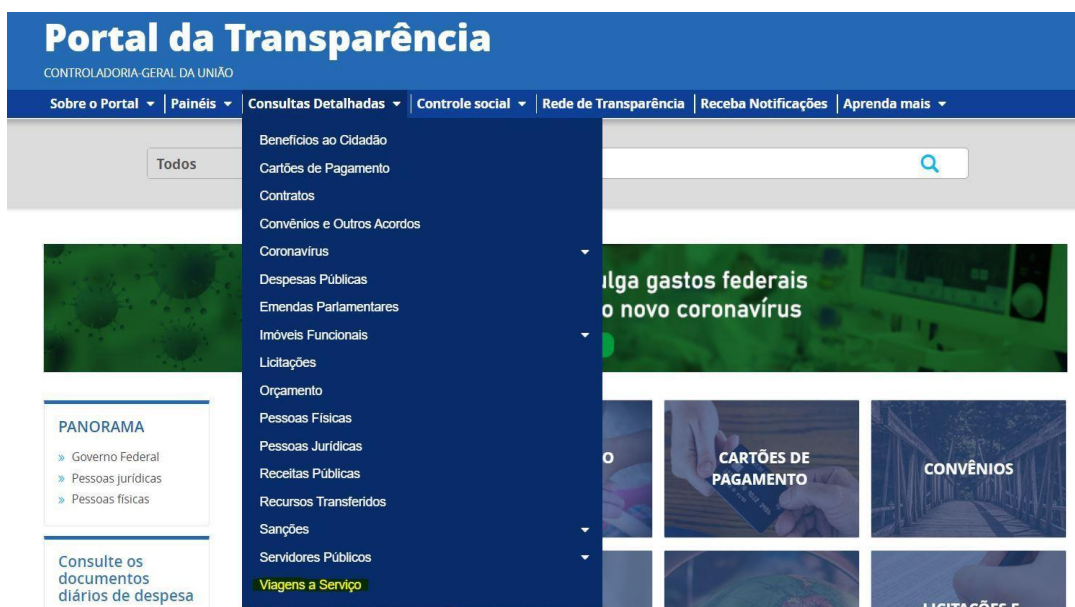 Portal da Transparência
CONTROLADORIA-GERAL DA UNIÃO
Sobre o Portal Painéis Consultas Detalhadas Controle social Rede de Transparência Receba Notificações Aprenda mais
Todos
Benefícios ao Cidadão
Cartões de Pagamento
Contratos
Convênios e Outros Acordos
Coronavírus
Despesas Públicas
Emendas Parlamentares
Imóveis Funcionais
Licitações
Orçamento
Pessoas Físicas
Pessoas Jurídicas
Receitas Públicas
Recursos Transferidos
Sanções
Servidores Públicos
Viagens a Serviço
gastos federais
o novo coronavírus
PANORAMA
» Governo Federal
» Pessoas jurídicas
» Pessoas físicas
Consulte os
documentos
diários de despesa
CARTÕES DE
PAGAMENTO
CONVÊNIOS